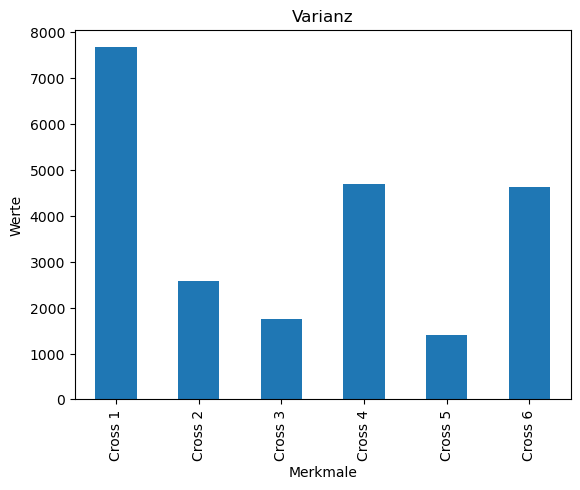 Varianz
8000
7000
6000
5000
4000
3000
2000
1000
0
Werte
Cross 1
Cross 2
Cross 3
Cross 4
Cross 5
Cross 6
Merkmale